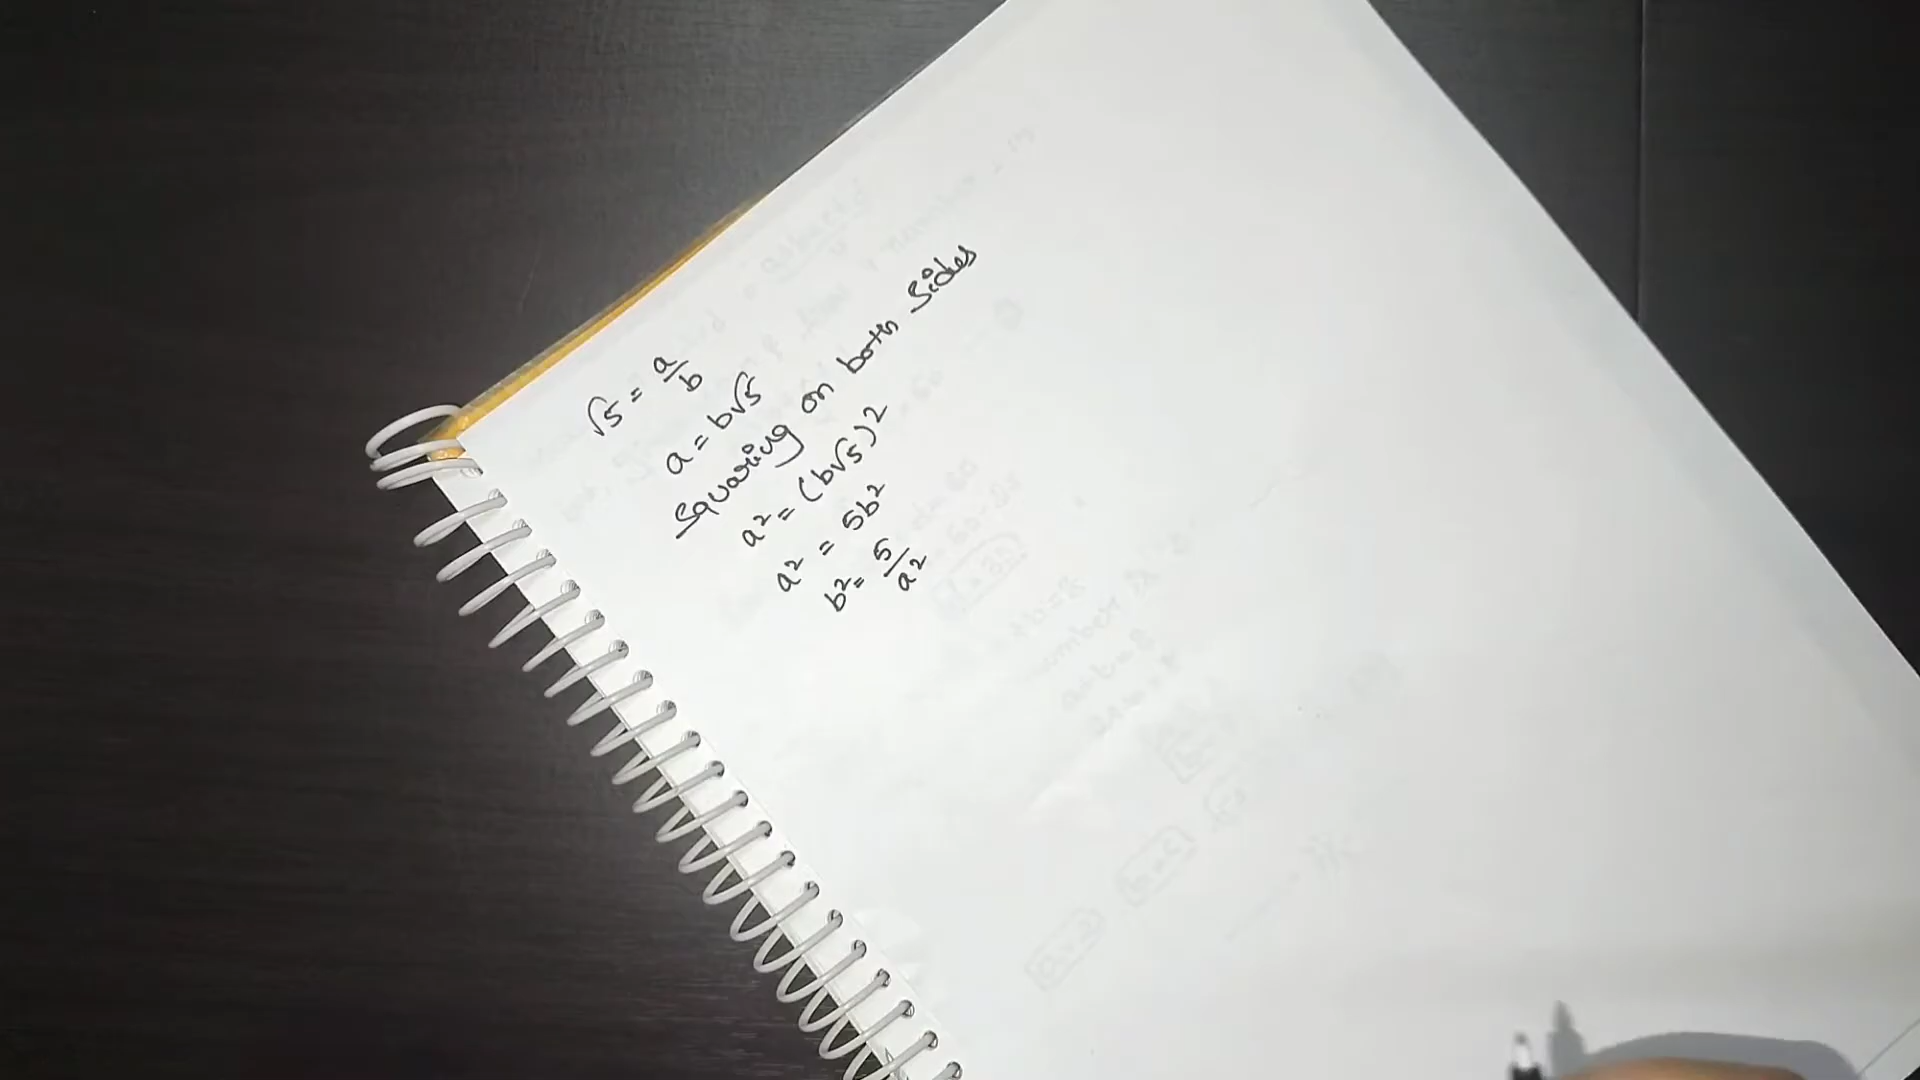 √5 = a/b
a = b√5
Squaring on both sides
a² = (b√5)2
a² = 5b²
b² = 5/a²